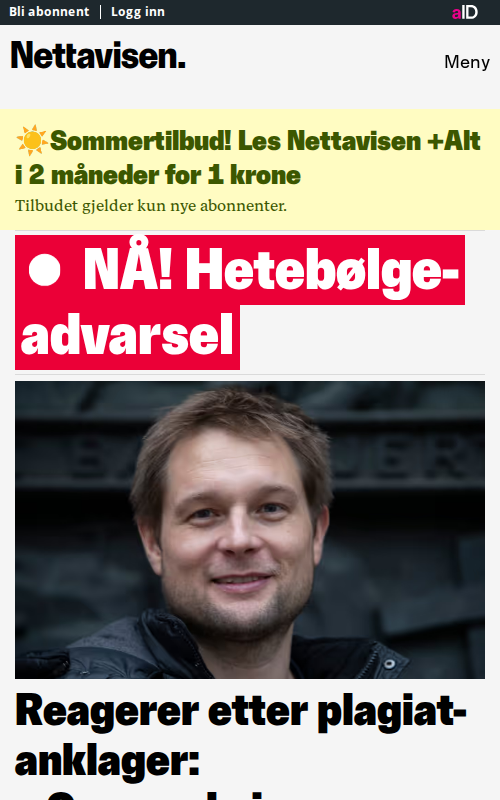 Bli abonnent | Logg inn
aID
Nettavisen.
Meny
Sommertilbud! Les Nettavisen +Alt
i 2 måneder for 1 krone
Tilbudet gjelder kun nye abonnenter.
● NÅ! Hetebølge-
advarsel
Reagerer etter plagiat-
anklager: